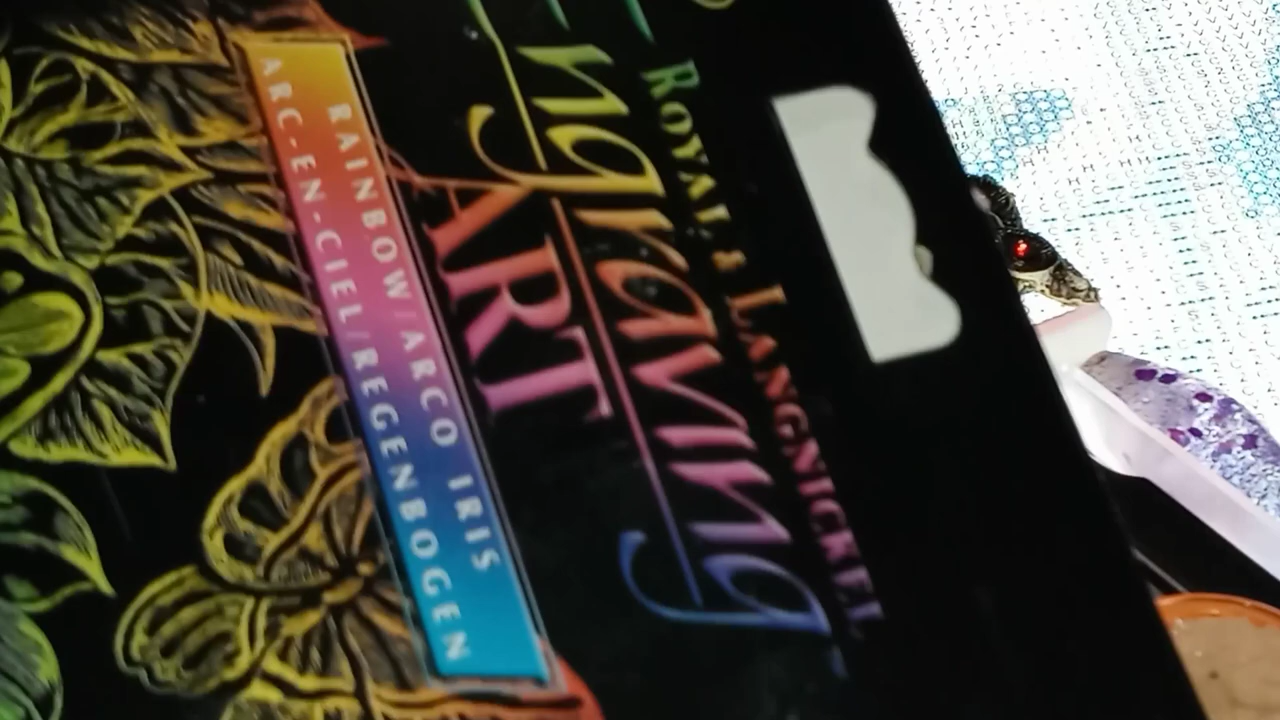 ROYAL & LANGNICKEL
Engraving
ART
RAINBOW/ARCO IRIS
ARC-EN-CIEL/REGENBOGEN